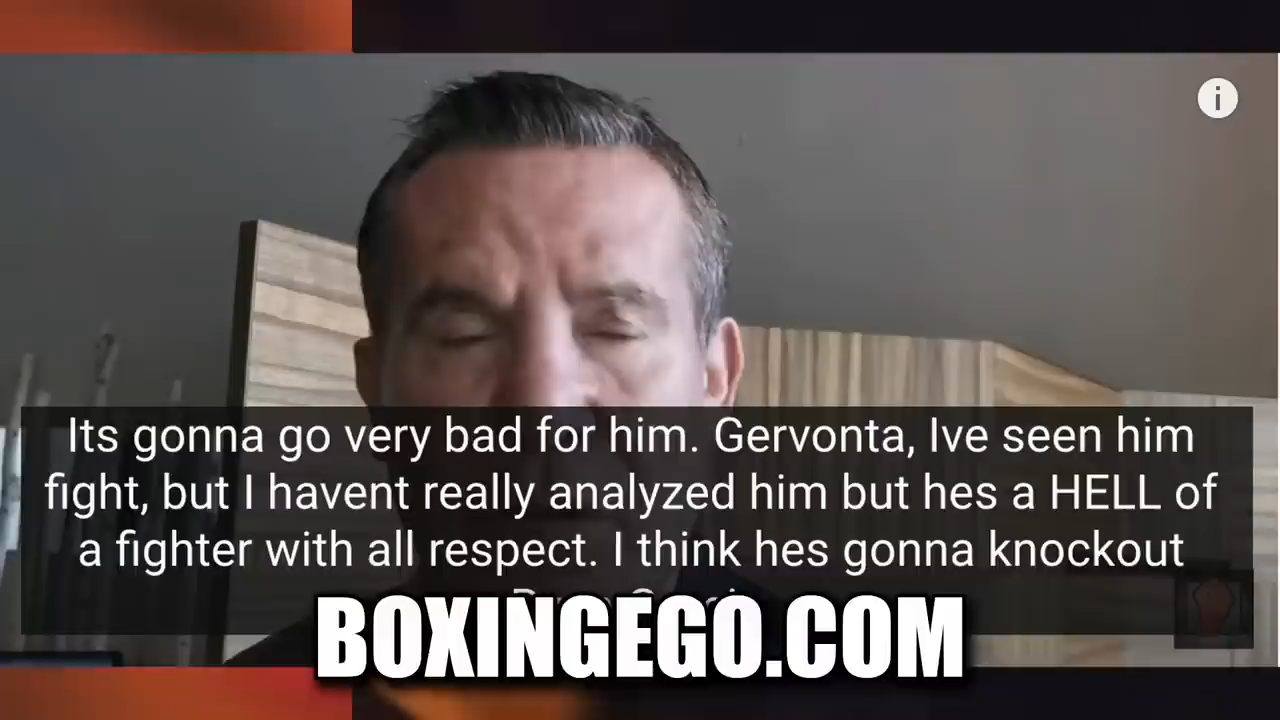 Its gonna go very bad for him. Gervonta, Ive seen him
fight, but I havent really analyzed him but hes a HELL of
a fighter with all respect. I think hes gonna knockout
BOXINGEGO.COM